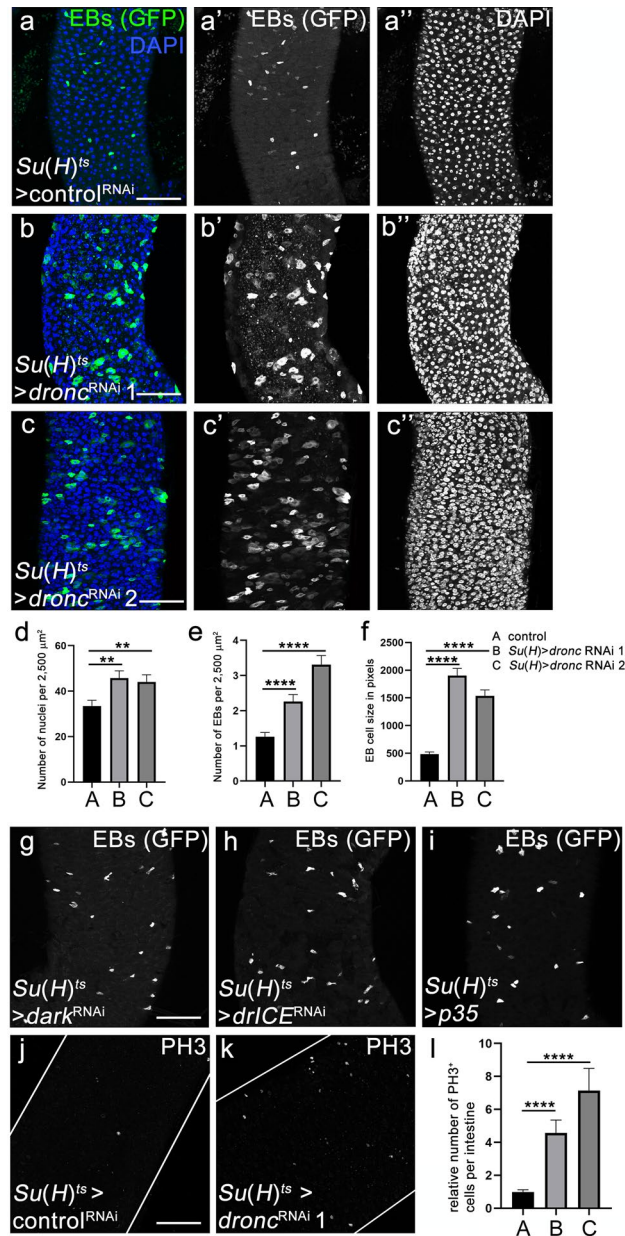 a EBs (GFP)
DAPI
Su(H)ts
>controlRNAi
a' EBs (GFP)
a'' DAPI
b
Su(H)ts
>droncRNAi 1
b'
b''
c
Su(H)ts
>droncRNAi 2
c'
c''
d
Number of nuclei per 2,500 µm2
60
40
20
0
**
**
A B C
e
Number of EBs per 2,500 µm2
4
3
2
1
0
****
****
A B C
f
EB cell size in pixels
2500
2000
1500
1000
500
0
****
****
A B C
A control
B Su(H)>dronc RNAi 1
C Su(H)>dronc RNAi 2
g EBs (GFP)
Su(H)ts
>darkRNAi
h EBs (GFP)
Su(H)ts
>drICERNAi
i EBs (GFP)
Su(H)ts
>p35
j PH3
Su(H)ts >
controlRNAi
k PH3
Su(H)ts >
droncRNAi 1
l
relative number of PH3+
cells per intestine
10
8
6
4
2
0
****
****
A B C